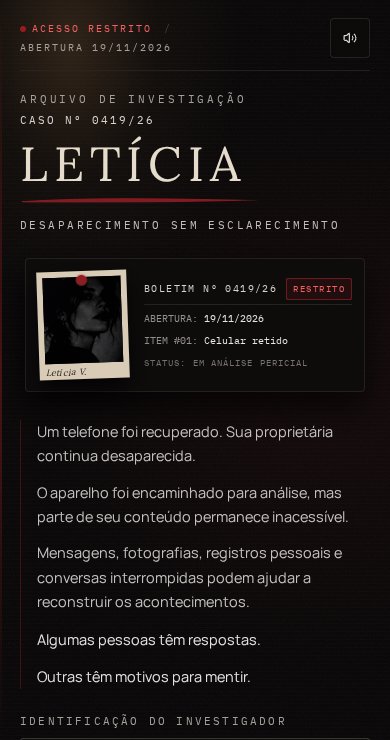 ACESSO RESTRITO /
ABERTURA 19/11/2026
ARQUIVO DE INVESTIGAÇÃO
CASO Nº 0419/26
LETÍCIA
DESAPARECIMENTO SEM ESCLARECIMENTO
Letícia V.
BOLETIM Nº 0419/26 RESTRITO
ABERTURA: 19/11/2026
ITEM #01: Celular retido
STATUS: EM ANÁLISE PERICIAL
Um telefone foi recuperado. Sua proprietária
continua desaparecida.
O aparelho foi encaminhado para análise, mas
parte de seu conteúdo permanece inacessível.
Mensagens, fotografias, registros pessoais e
conversas interrompidas podem ajudar a
reconstruir os acontecimentos.
Algumas pessoas têm respostas.
Outras têm motivos para mentir.
IDENTIFICAÇÃO DO INVESTIGADOR